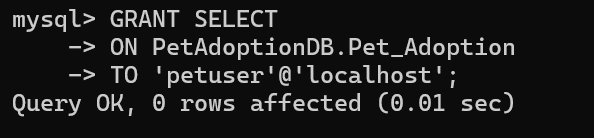 mysql> GRANT SELECT
    -> ON PetAdoptionDB.Pet_Adoption
    -> TO 'petuser'@'localhost';
Query OK, 0 rows affected (0.01 sec)